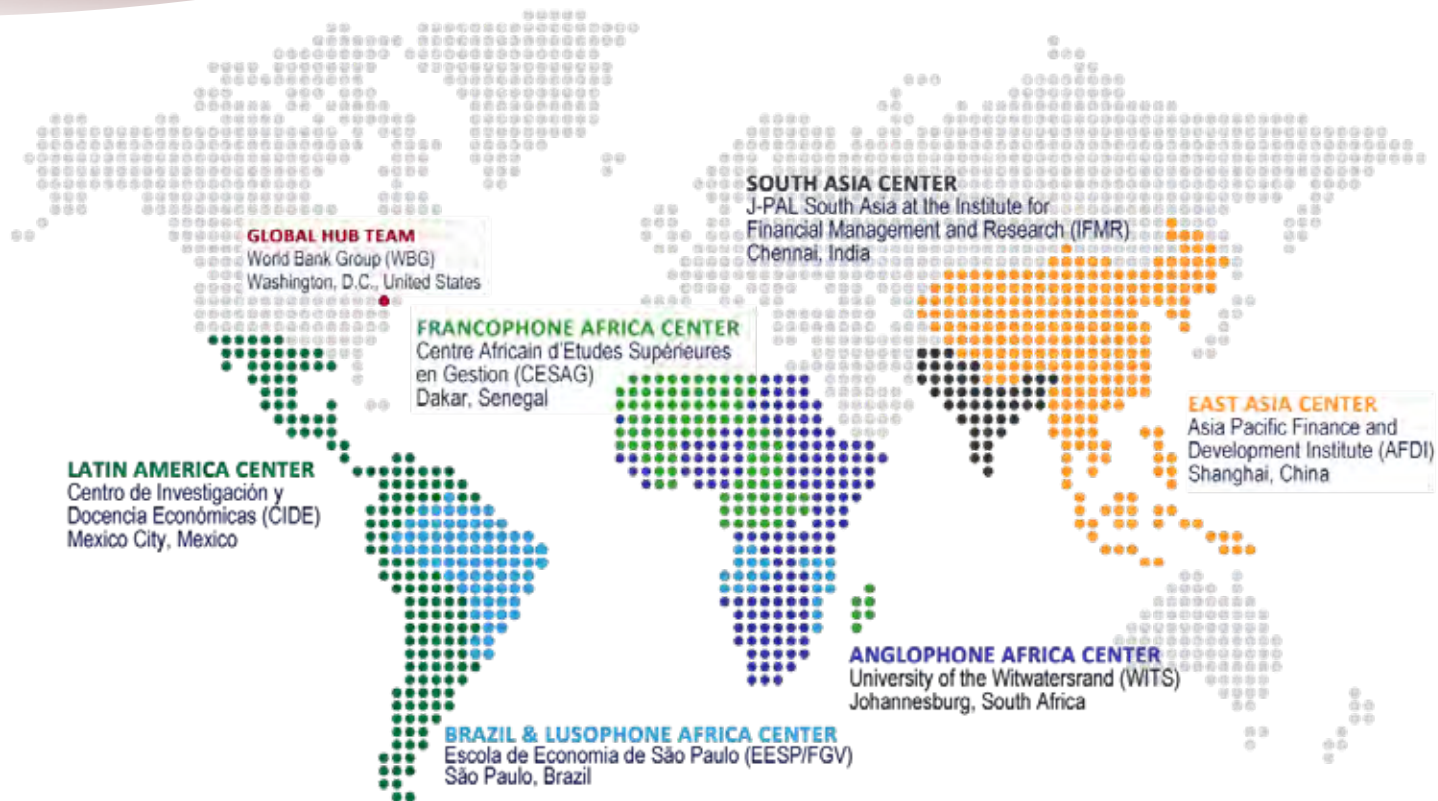 SOUTH ASIA CENTER
J-PAL South Asia at the Institute for
Financial Management and Research (IFMR)
Chennai, India
GLOBAL HUB TEAM
World Bank Group (WBG)
Washington, D.C., United States
FRANCOPHONE AFRICA CENTER
Centre Africain d'Etudes Supérieures
en Gestion (CESAG)
Dakar, Senegal
EAST ASIA CENTER
Asia Pacific Finance and
Development Institute (AFDI)
Shanghai, China
LATIN AMERICA CENTER
Centro de Investigación y
Docencia Económicas (CIDE)
Mexico City, Mexico
ANGLOPHONE AFRICA CENTER
University of the Witwatersrand (WITS)
Johannesburg, South Africa
BRAZIL & LUSOPHONE AFRICA CENTER
Escola de Economia de São Paulo (EESP/FGV)
São Paulo, Brazil